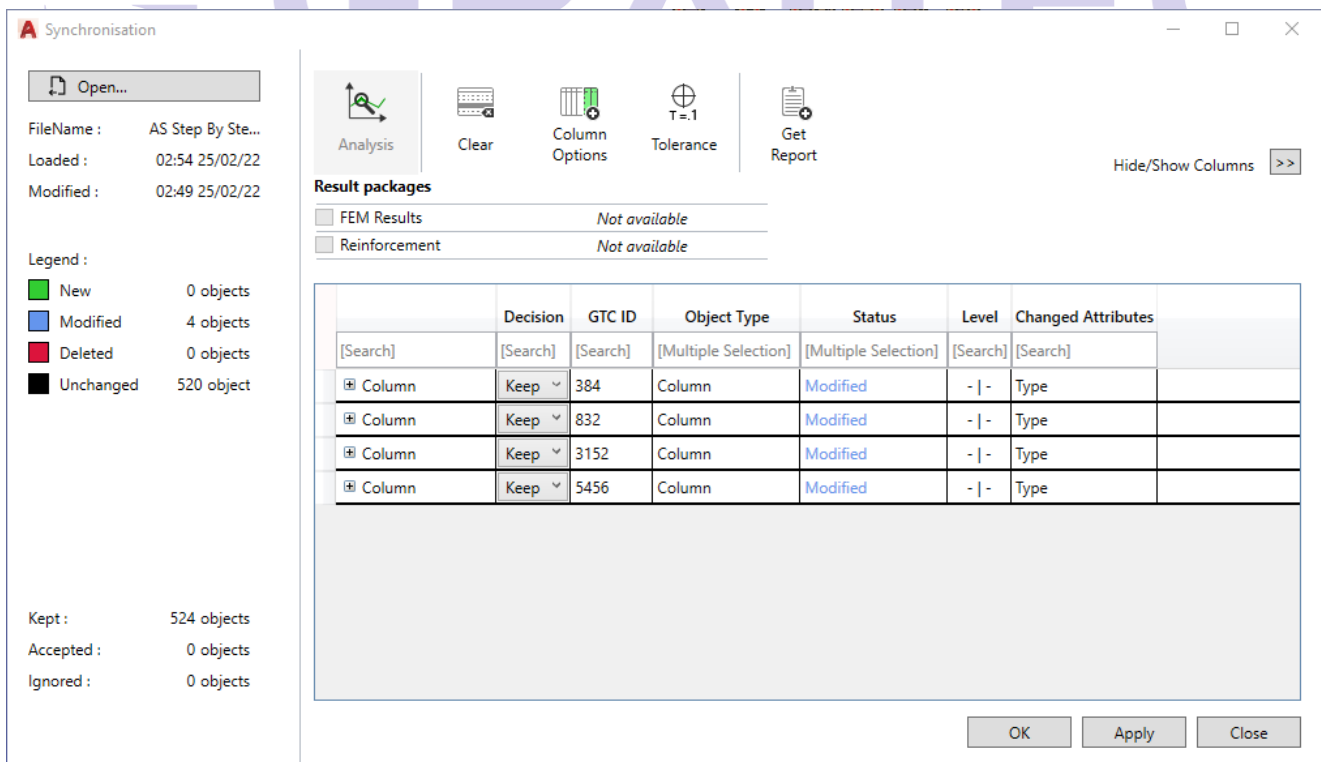 Synchronisation
Open...
FileName : AS Step By Ste...
Loaded : 02:54 25/02/22
Modified : 02:49 25/02/22
Legend :
New 0 objects
Modified 4 objects
Deleted 0 objects
Unchanged 520 object
Kept : 524 objects
Accepted : 0 objects
Ignored : 0 objects
Analysis
Clear
Column Options
T=.1
Tolerance
Get Report
Hide/Show Columns >>
Result packages
FEM Results Not available
Reinforcement Not available
Decision GTC ID Object Type Status Level Changed Attributes
[Search] [Search] [Search] [Multiple Selection] [Multiple Selection] [Search] [Search]
Column Keep 384 Column Modified - | - Type
Column Keep 832 Column Modified - | - Type
Column Keep 3152 Column Modified - | - Type
Column Keep 5456 Column Modified - | - Type
OK Apply Close